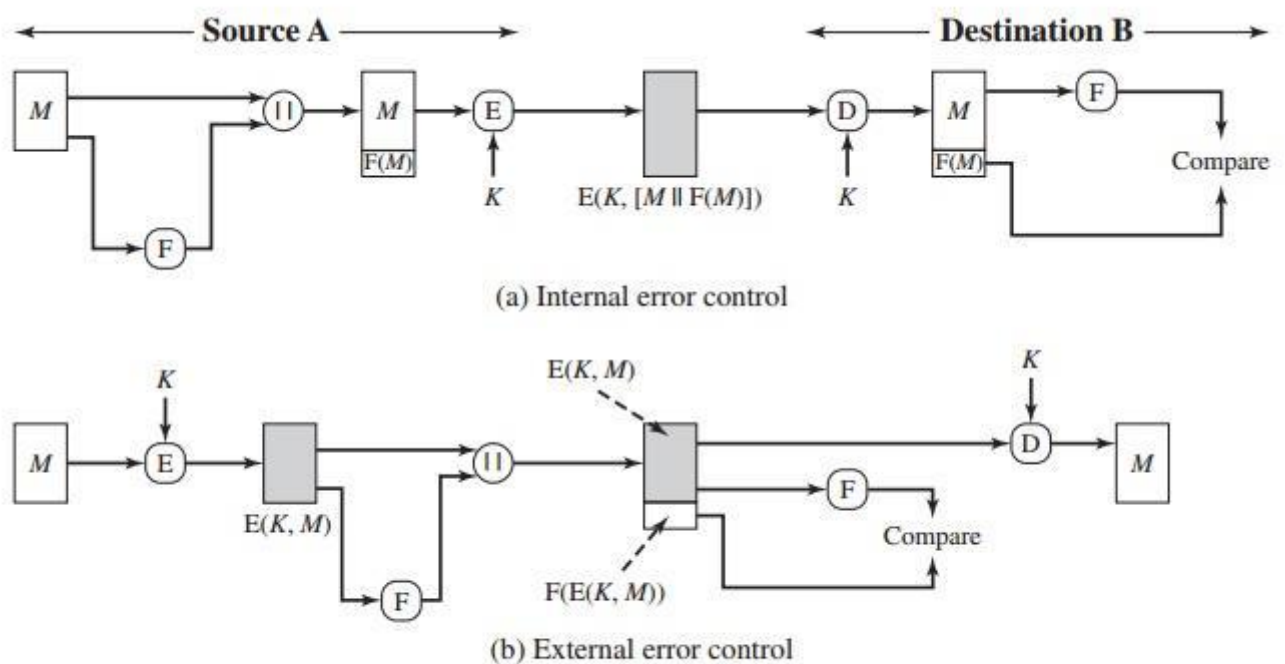 Source A
Destination B
M
F
||
M
F(M)
E
K
E(K, [M || F(M)])
D
K
M
F(M)
F
Compare
(a) Internal error control
M
K
E
E(K, M)
F
||
E(K, M)
F(E(K, M))
F
Compare
K
D
M
(b) External error control